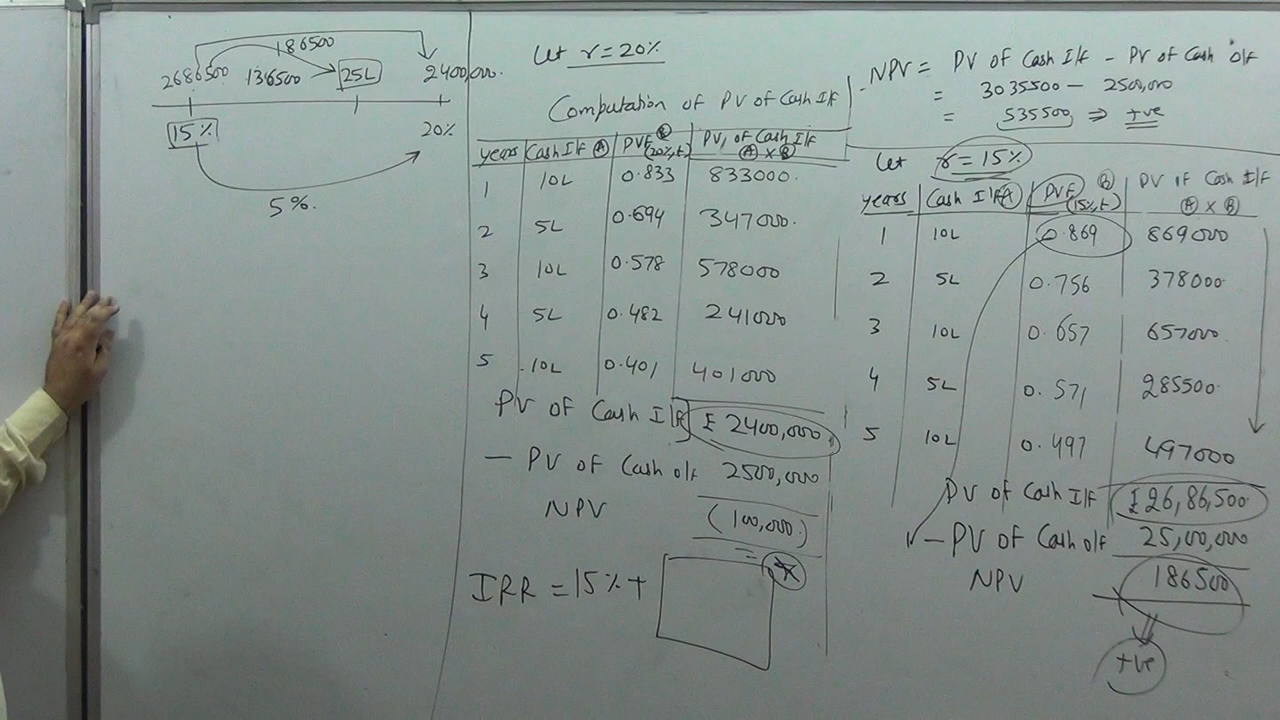 186500
2686500 136500 25L 2400,000.
15% 20%
5%.
Let r = 20%
Computation of PV of Cash I/f
years Cash I/f (A) PVF (20%,t) (B) PV, of Cash I/f (A) x (B)
1 10L 0.833 833000.
2 5L 0.694 347000.
3 10L 0.578 578000
4 5L 0.482 241000
5 10L 0.401 401000
PV of Cash I/f £ 2400,000
— PV of Cash o/f 2500,000
NPV (100,000)
IRR = 15% +
NPV = PV of Cash I/f - PV of Cash o/f
= 3035500 - 2500,000
= 535500 ⇒ +ve
Let r = 15%
years Cash I/f (A) PVF (15%,t) (B) PV of Cash I/f (A) x (B)
1 10L 0.869 869000
2 5L 0.756 378000
3 10L 0.657 657000
4 5L 0.571 285500
5 10L 0.497 497000
PV of Cash I/f £26,86,500
— PV of Cash o/f 25,00,000
NPV 186500
+ve